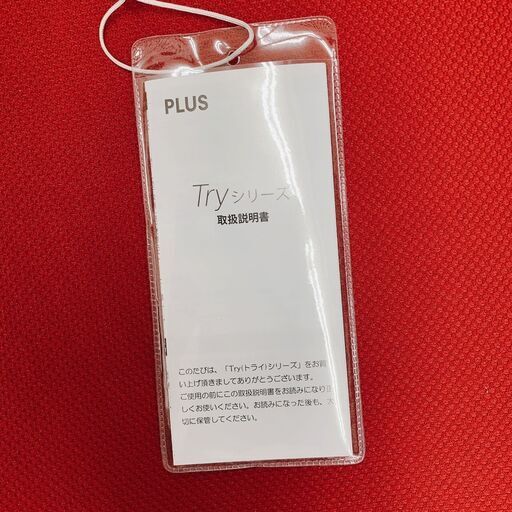 PLUS
Tryシリーズ
取扱説明書
このたびは、「Try(トライ)シリーズ」をお買
い上げ頂きましてありがとうございます。
ご使用の前にこの取扱説明書をお読みになり正
しくお使いください。お読みになった後も、大
切に保管してください。